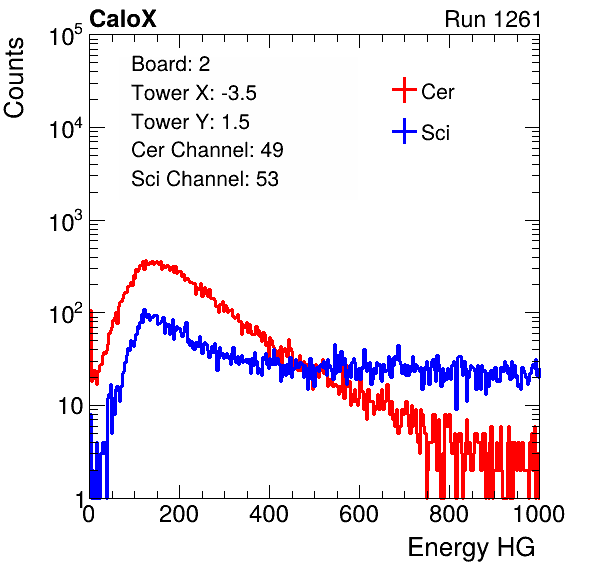 CaloX Run 1261
Counts
Board: 2
Tower X: -3.5
Tower Y: 1.5
Cer Channel: 49
Sci Channel: 53
Cer
Sci
10^5
10^4
10^3
10^2
10
1
0 200 400 600 800 1000
Energy HG